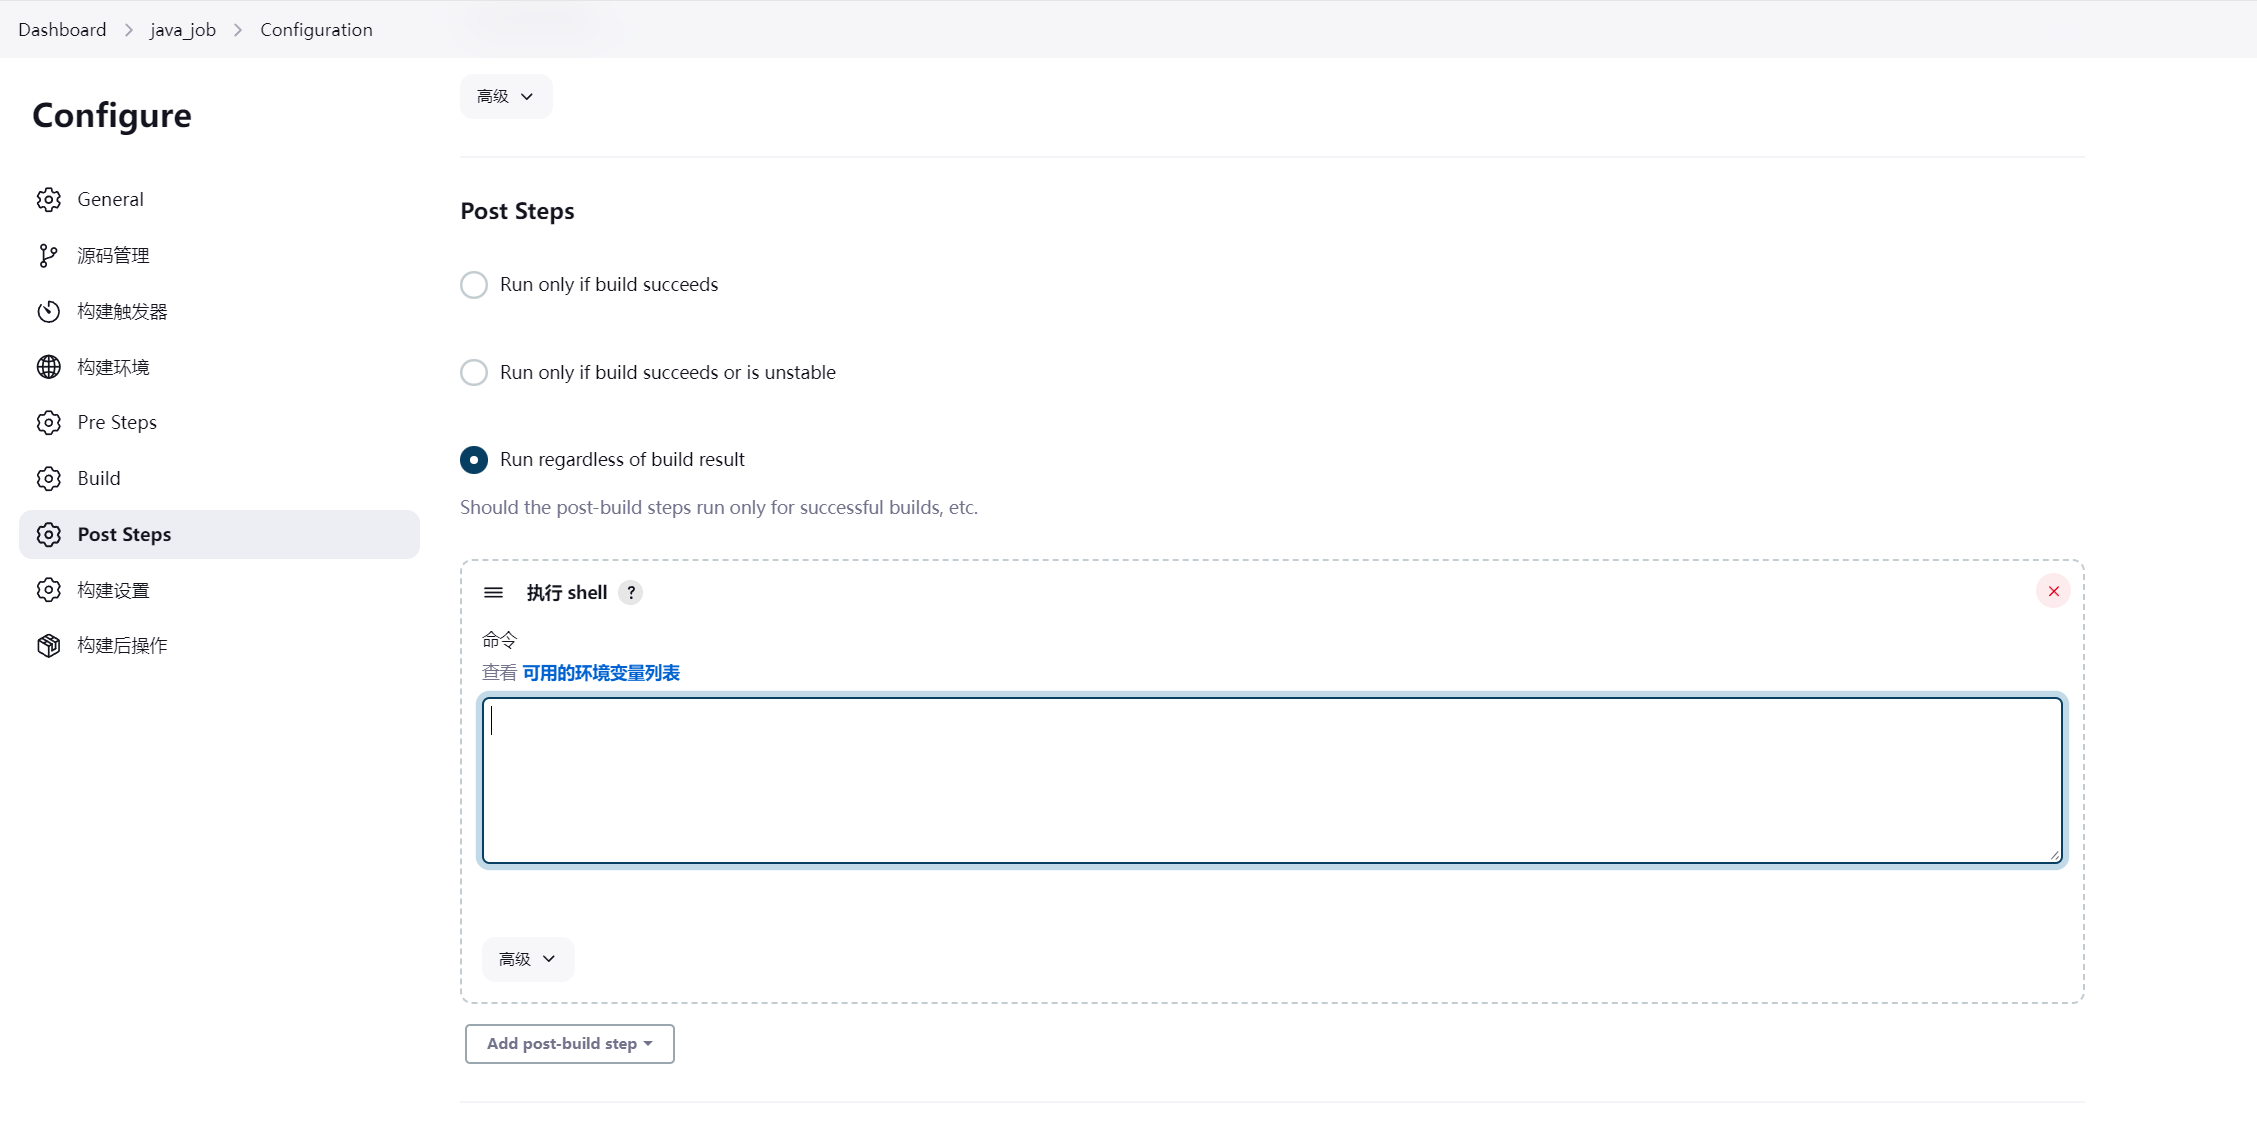 Dashboard > java_job > Configuration
Configure
General
源码管理
构建触发器
构建环境
Pre Steps
Build
Post Steps
构建设置
构建后操作
高级
Post Steps
Run only if build succeeds
Run only if build succeeds or is unstable
Run regardless of build result
Should the post-build steps run only for successful builds, etc.
执行 shell ?
命令
查看 可用的环境变量列表
高级
Add post-build step